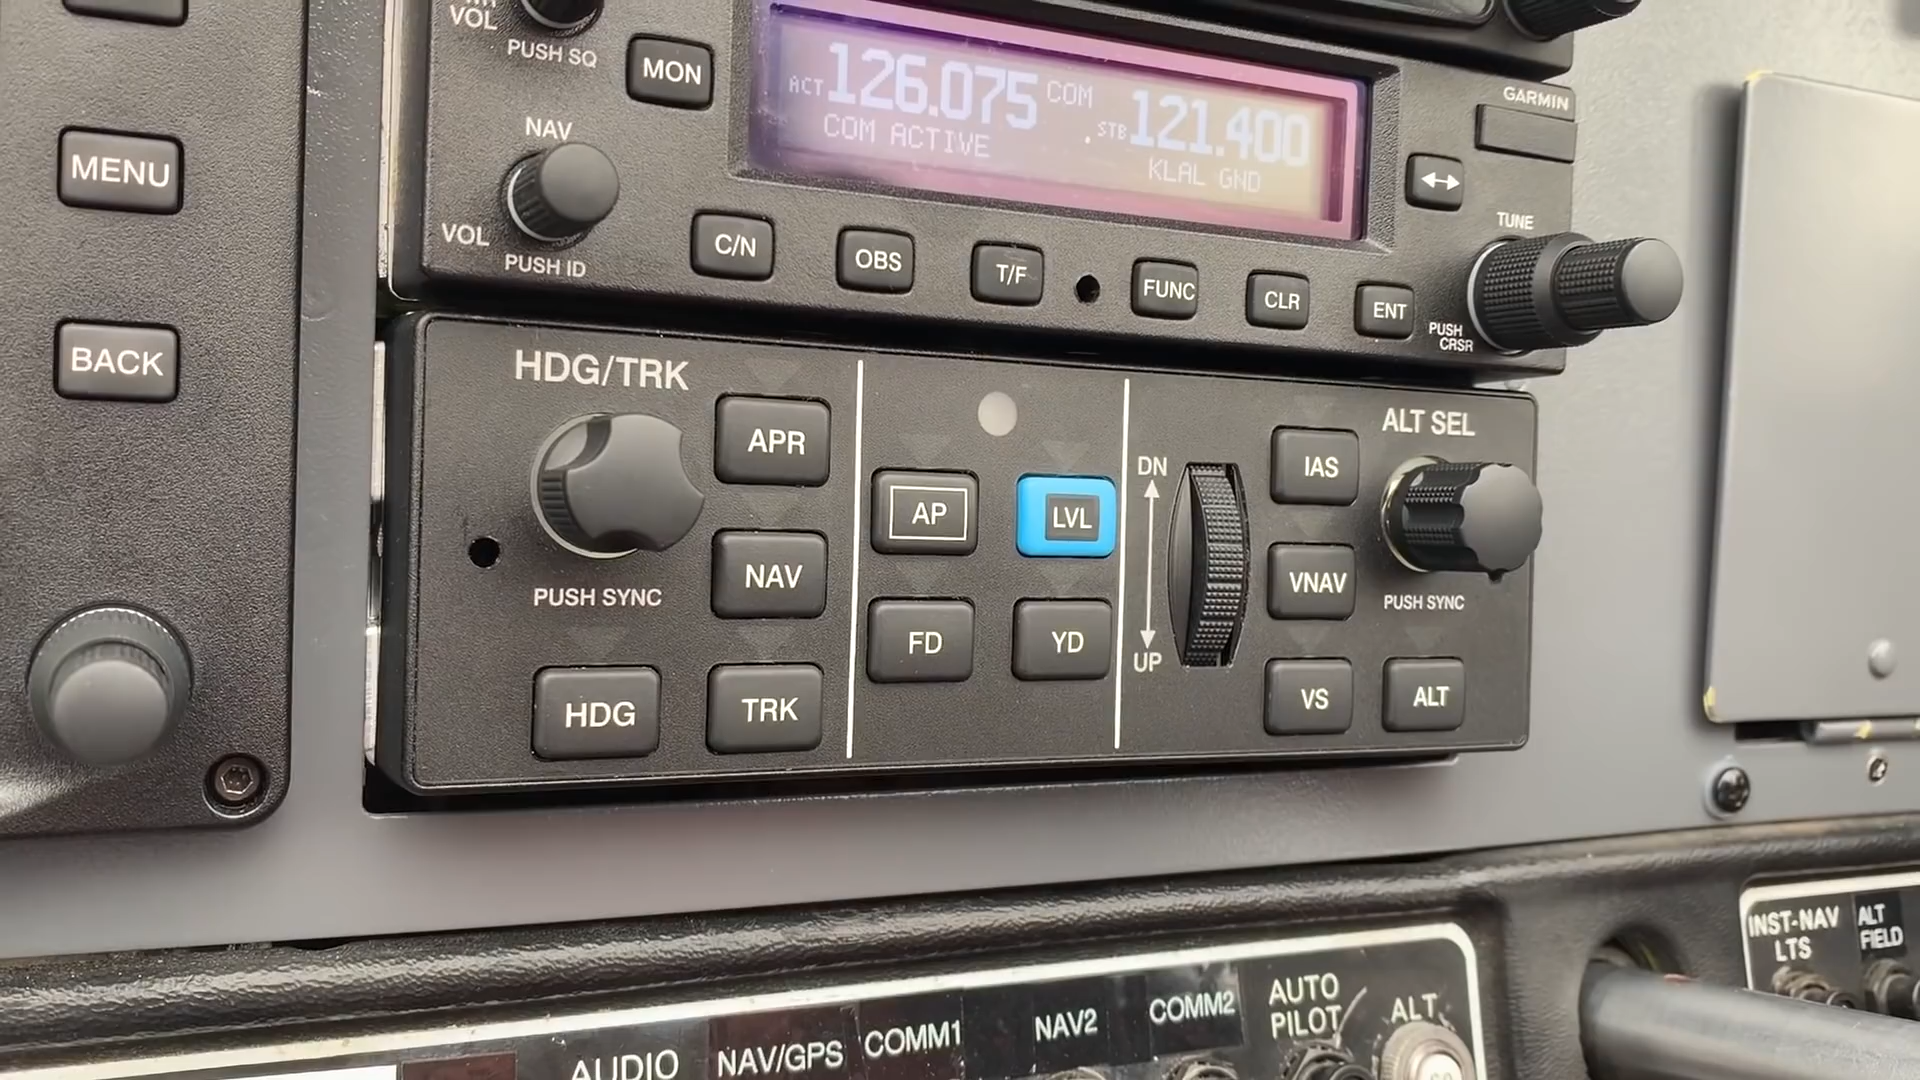 VOL
PUSH SQ
MON
ACT 126.075 COM STB 121.400
COM ACTIVE KLAL GND
GARMIN
MENU
NAV
VOL
PUSH ID
C/N
OBS
T/F
FUNC
CLR
ENT
TUNE
PUSH
CRSR
BACK
HDG/TRK
PUSH SYNC
APR
NAV
HDG
TRK
AP
LVL
FD
YD
DN
UP
IAS
VNAV
VS
ALT SEL
PUSH SYNC
ALT
AUDIO
NAV/GPS
COMM1
NAV2
COMM2
AUTO
PILOT
ALT
INST-NAV
LTS
ALT
FIELD